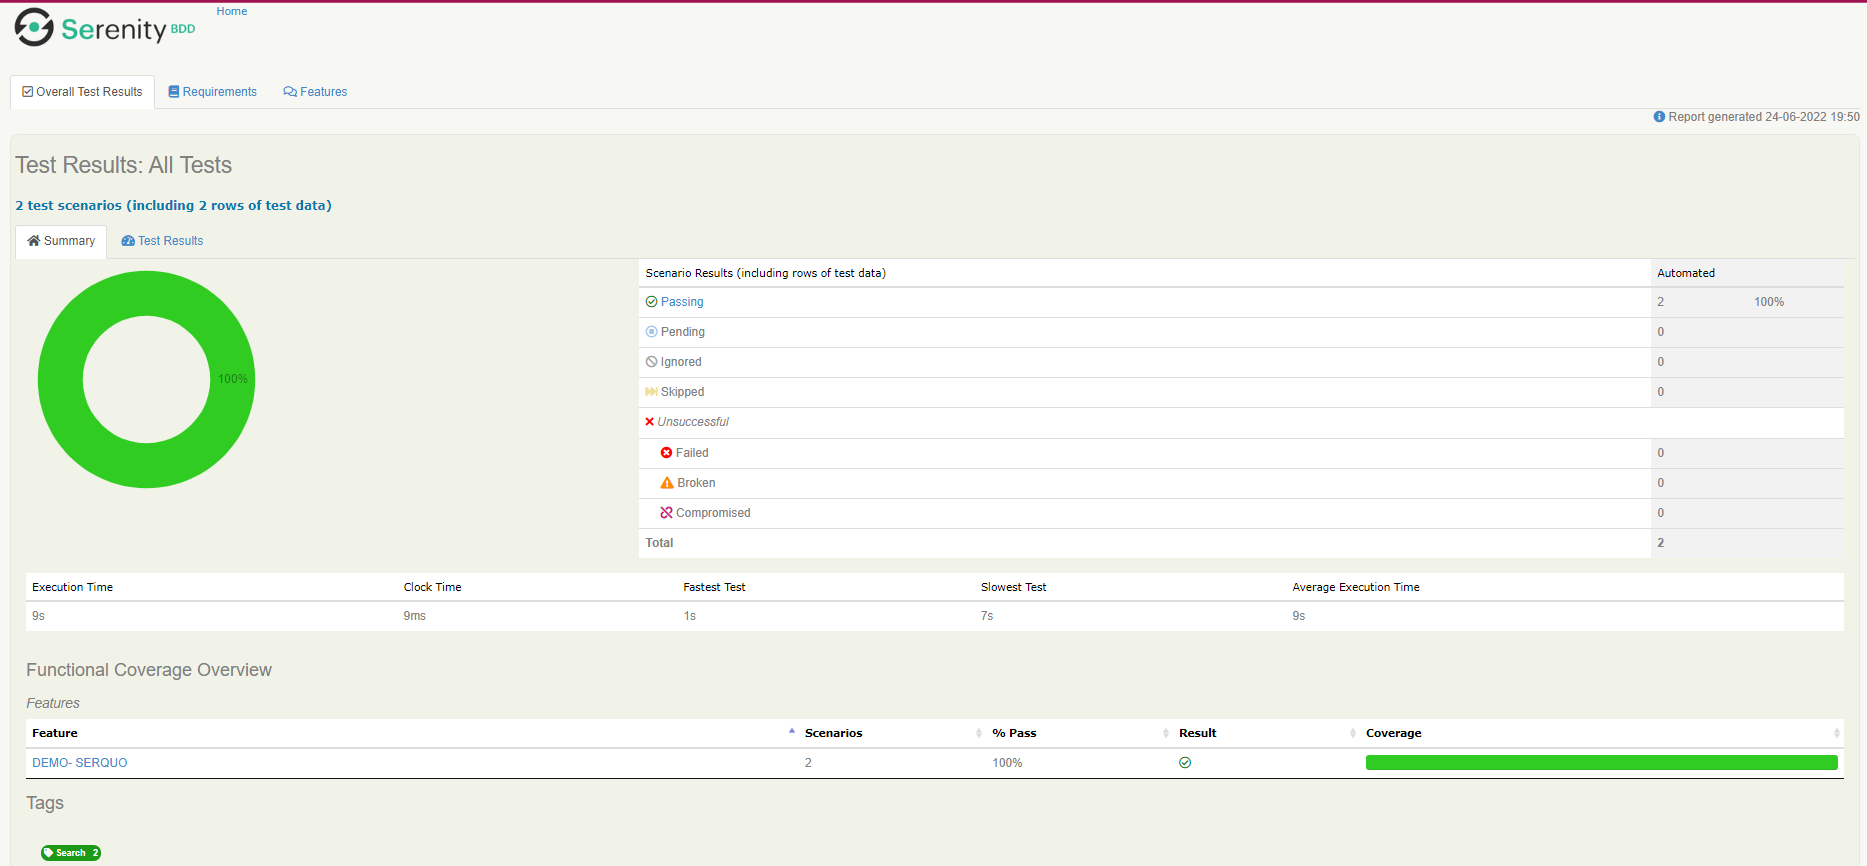 Home
Serenity BDD
Overall Test Results Requirements Features
Report generated 24-06-2022 19:50
Test Results: All Tests
2 test scenarios (including 2 rows of test data)
Summary Test Results
100%
Scenario Results (including rows of test data) Automated
Passing 2 100%
Pending 0
Ignored 0
Skipped 0
Unsuccessful
Failed 0
Broken 0
Compromised 0
Total 2
Execution Time Clock Time Fastest Test Slowest Test Average Execution Time
9s 9ms 1s 7s 9s
Functional Coverage Overview
Features
Feature Scenarios % Pass Result Coverage
DEMO- SERQUO 2 100%
Tags
Search 2